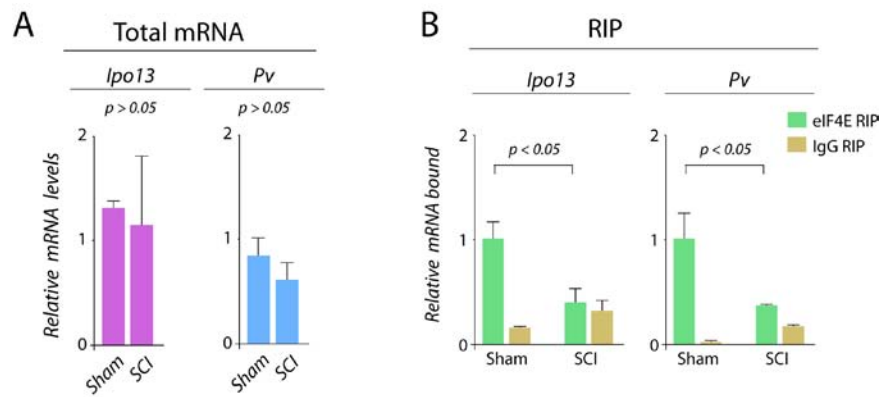 A
Total mRNA
Ipo13
Pv
p > 0.05
p > 0.05
Relative mRNA levels
2
1
0
2
1
0
Sham
SCI
Sham
SCI
B
RIP
Ipo13
Pv
eIF4E RIP
IgG RIP
p < 0.05
p < 0.05
Relative mRNA bound
2
1
0
2
1
0
Sham
SCI
Sham
SCI